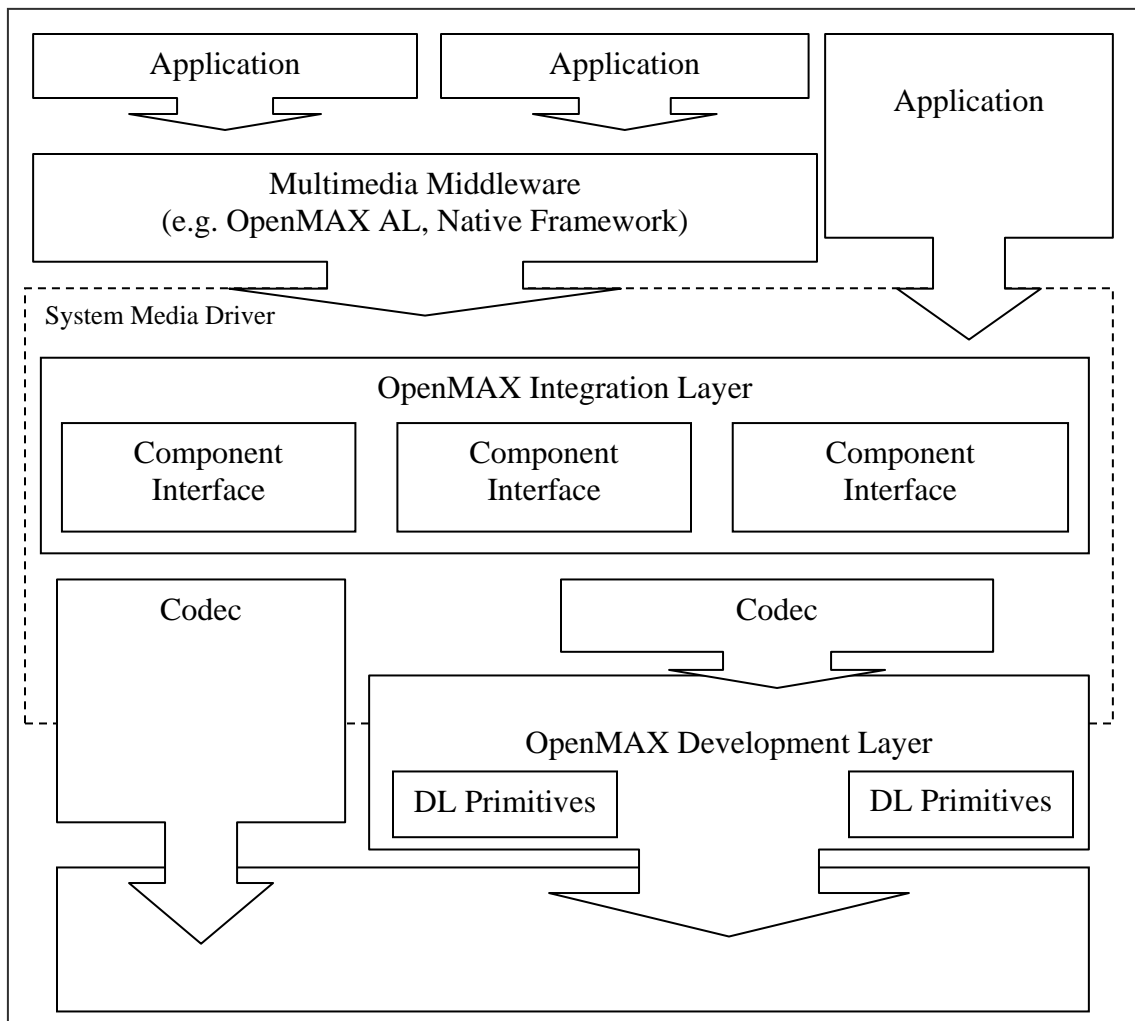 Application
Application
Application
Multimedia Middleware
(e.g. OpenMAX AL, Native Framework)
System Media Driver
OpenMAX Integration Layer
Component
Interface
Component
Interface
Component
Interface
Codec
Codec
OpenMAX Development Layer
DL Primitives
DL Primitives